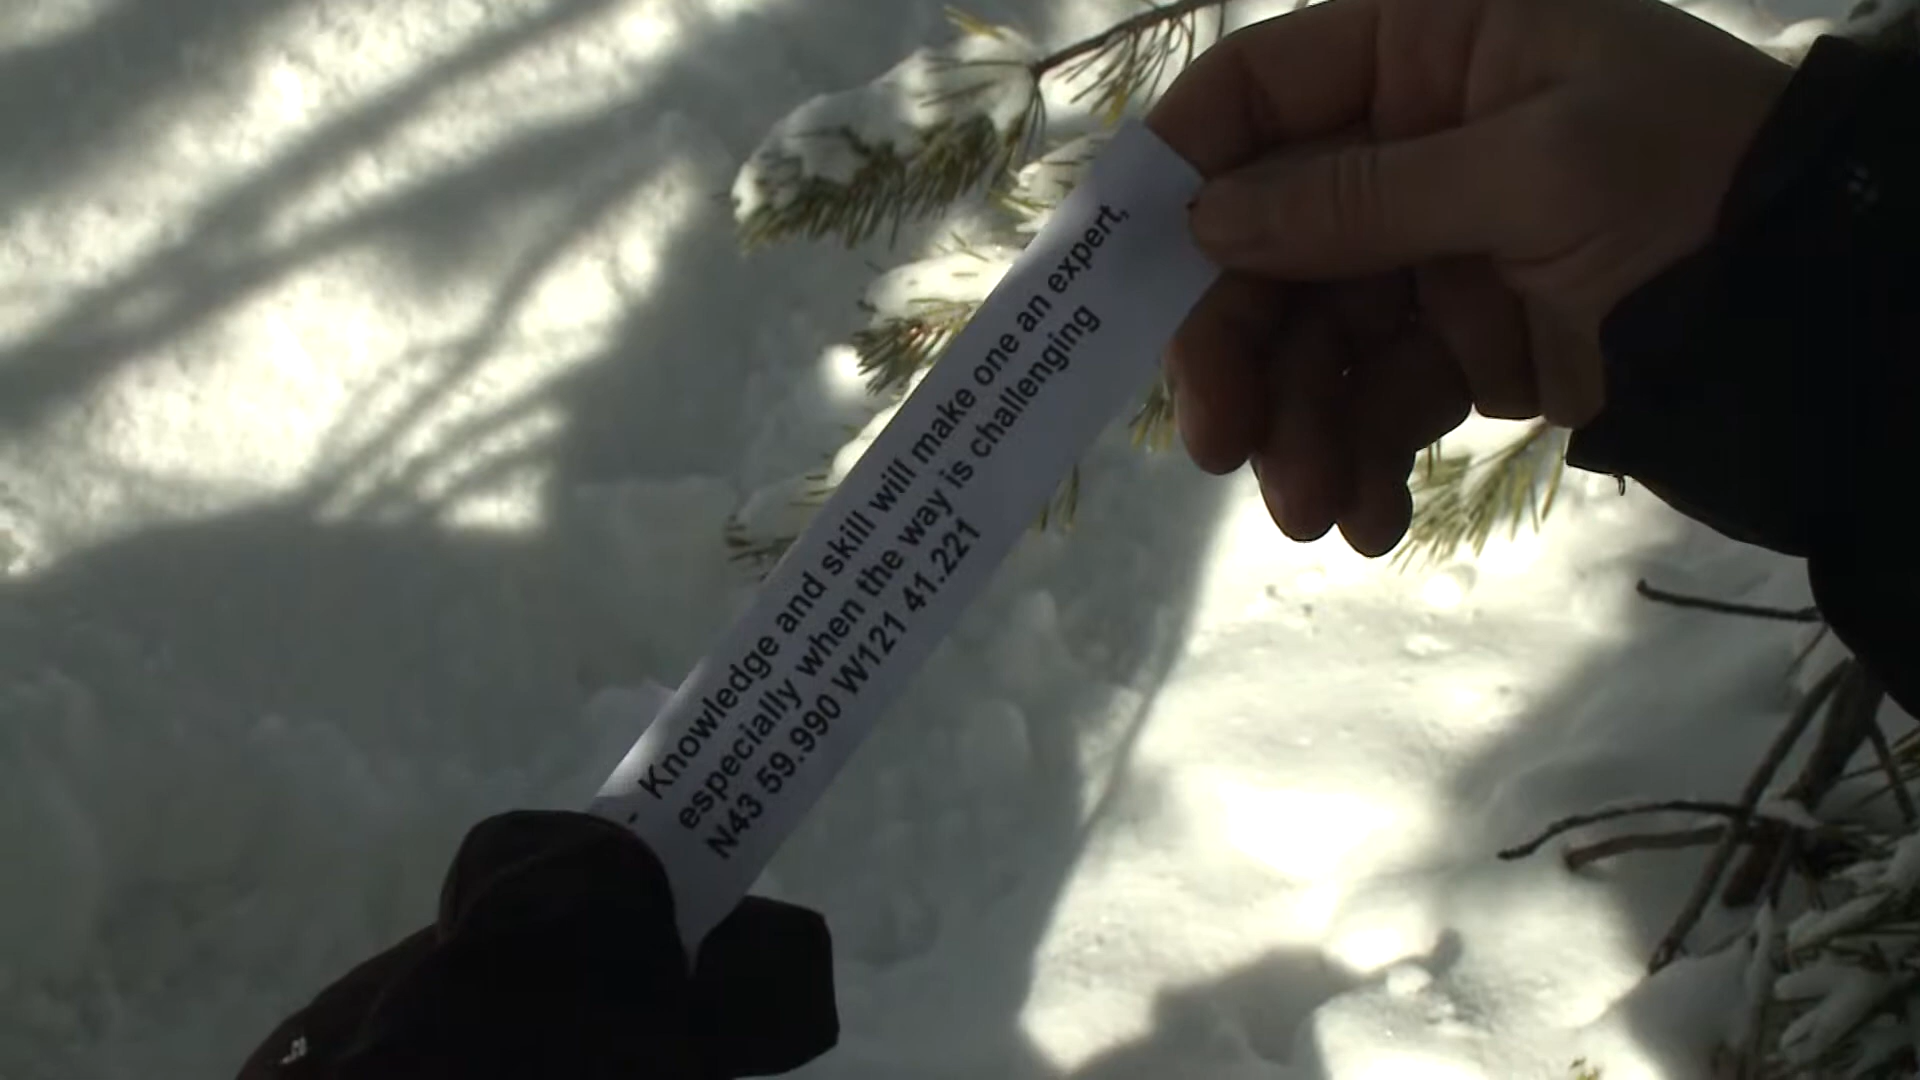 - Knowledge and skill will make one an expert,
especially when the way is challenging
N43 59.990 W121 41.221